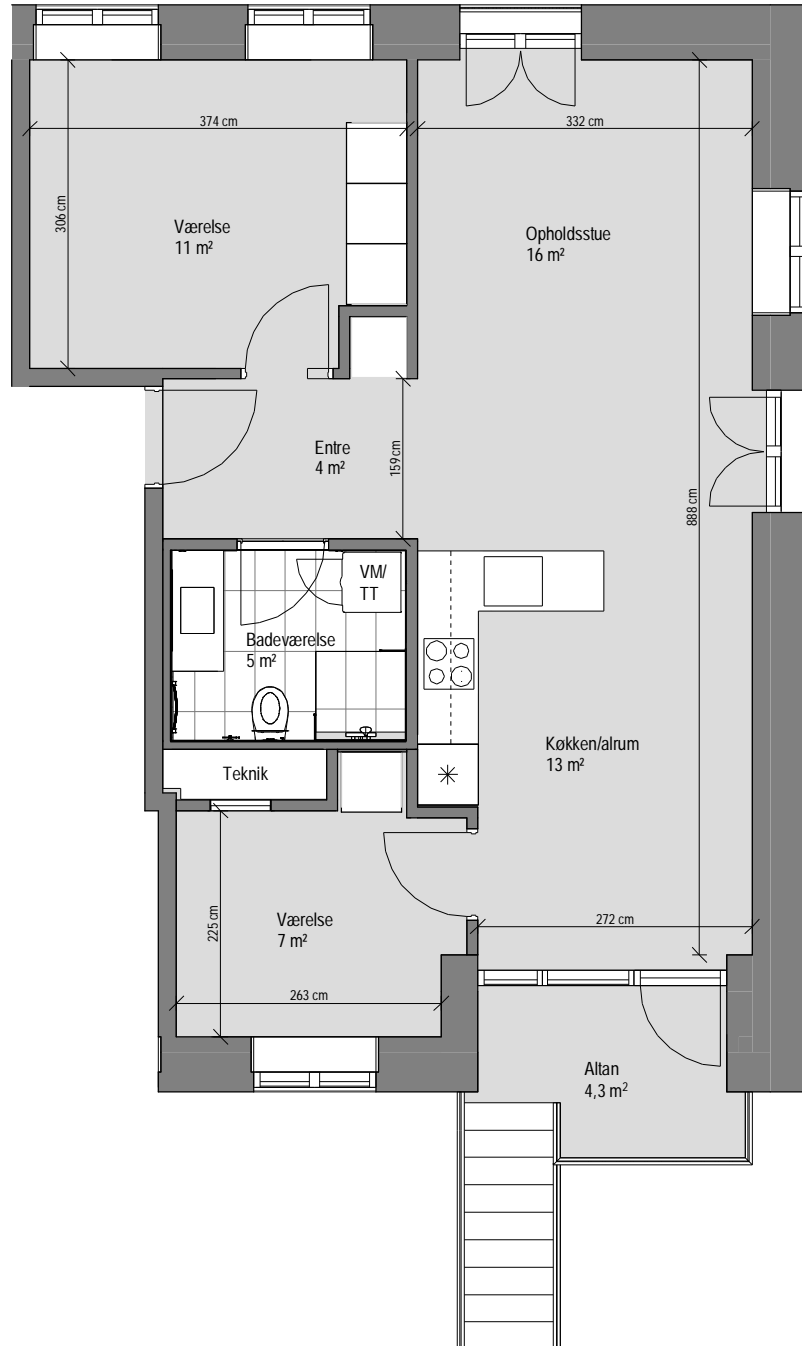 374 cm
332 cm
306 cm
Værelse
11 m²
Opholdsstue
16 m²
Entre
4 m²
159 cm
888 cm
VM/
TT
Badeværelse
5 m²
Køkken/alrum
13 m²
Teknik
Værelse
7 m²
225 cm
272 cm
263 cm
Altan
4,3 m²